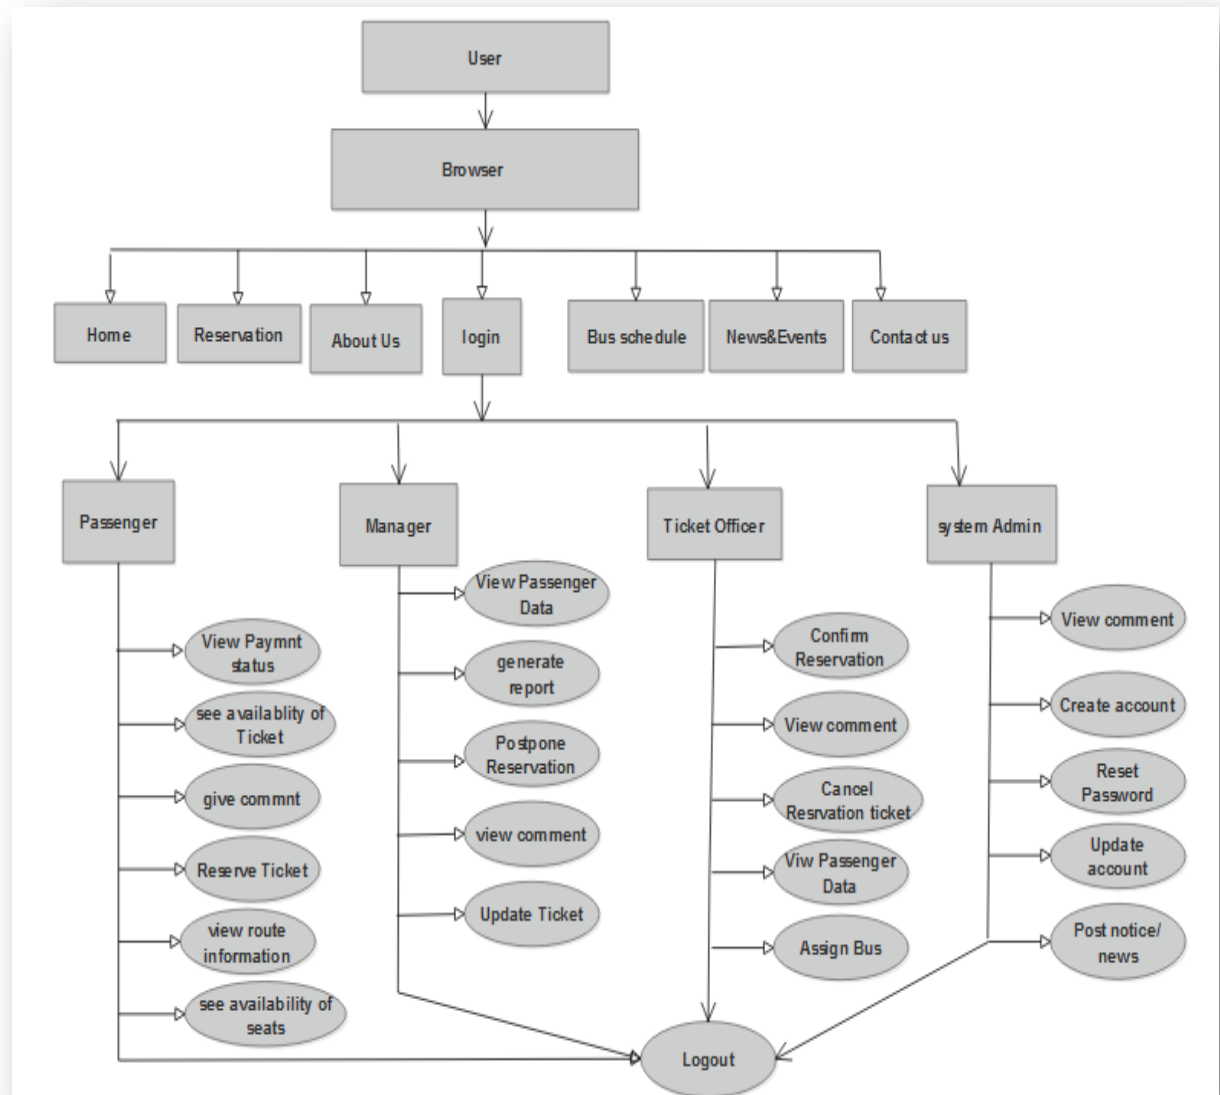 User
Browser
Home
Reservation
About Us
login
Bus schedule
News&Events
Contact us
Passenger
Manager
Ticket Officer
system Admin
View Paymnt
status
see availablity of
Ticket
give commnt
Reserve Ticket
view route
information
see availability of
seats
View Passenger
Data
generate
report
Postpone
Reservation
view comment
Update Ticket
Confirm
Reservation
View comment
Cancel
Resrvation ticket
Viw Passenger
Data
Assign Bus
View comment
Create account
Reset
Password
Update
account
Post notice/
news
Logout